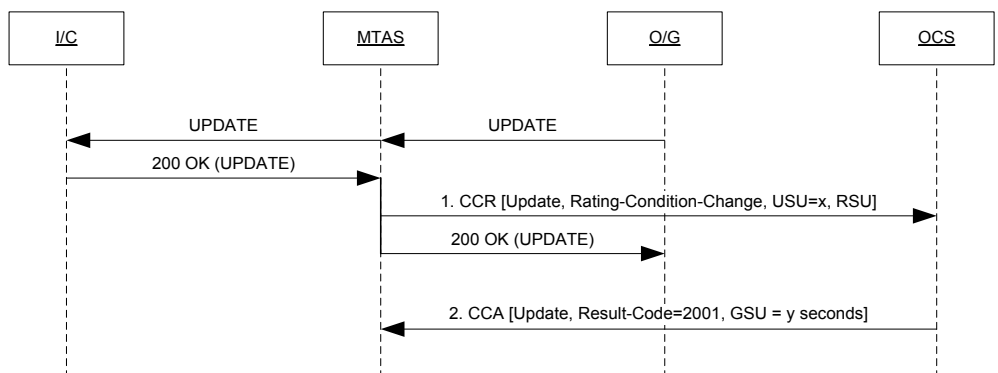 I/C
MTAS
O/G
OCS
UPDATE
UPDATE
200 OK (UPDATE)
1. CCR [Update, Rating-Condition-Change, USU=x, RSU]
200 OK (UPDATE)
2. CCA [Update, Result-Code=2001, GSU = y seconds]